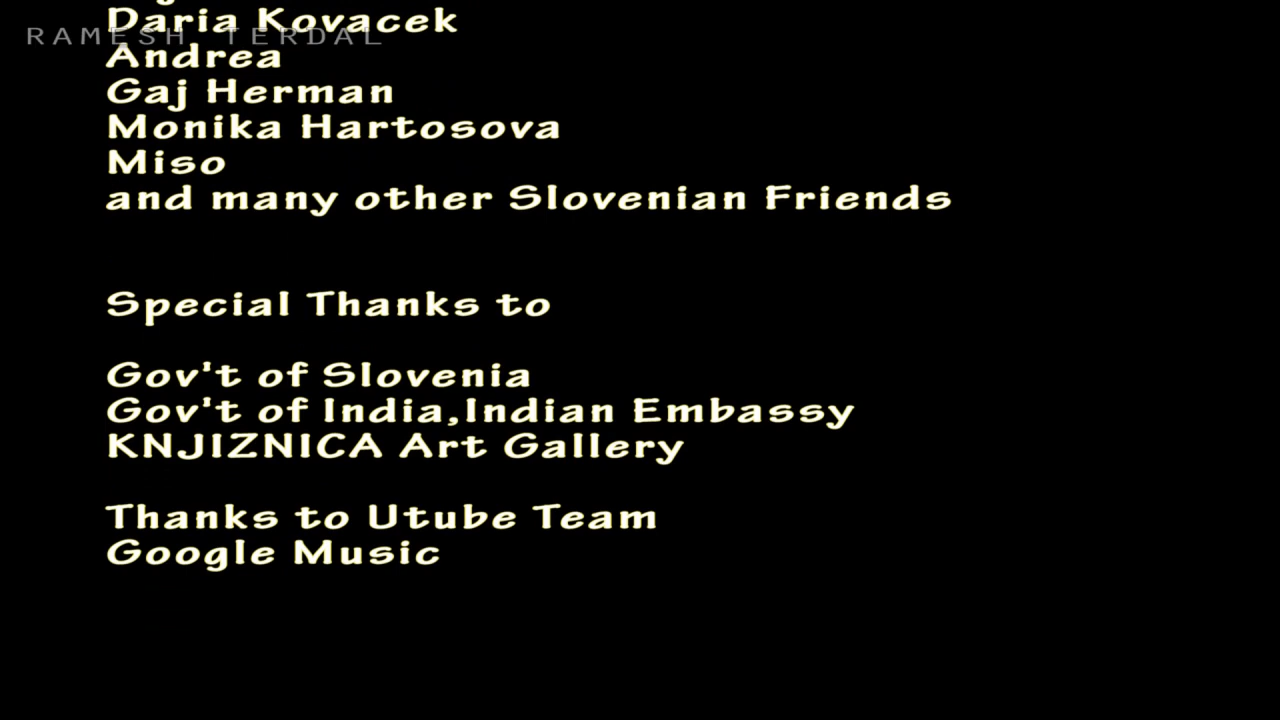 RAMESH TERDAL
Daria Kovacek
Andrea
Gaj Herman
Monika Hartosova
Miso
and many other Slovenian Friends
Special Thanks to
Gov't of Slovenia
Gov't of India,Indian Embassy
KNJIZNICA Art Gallery
Thanks to Utube Team
Google Music